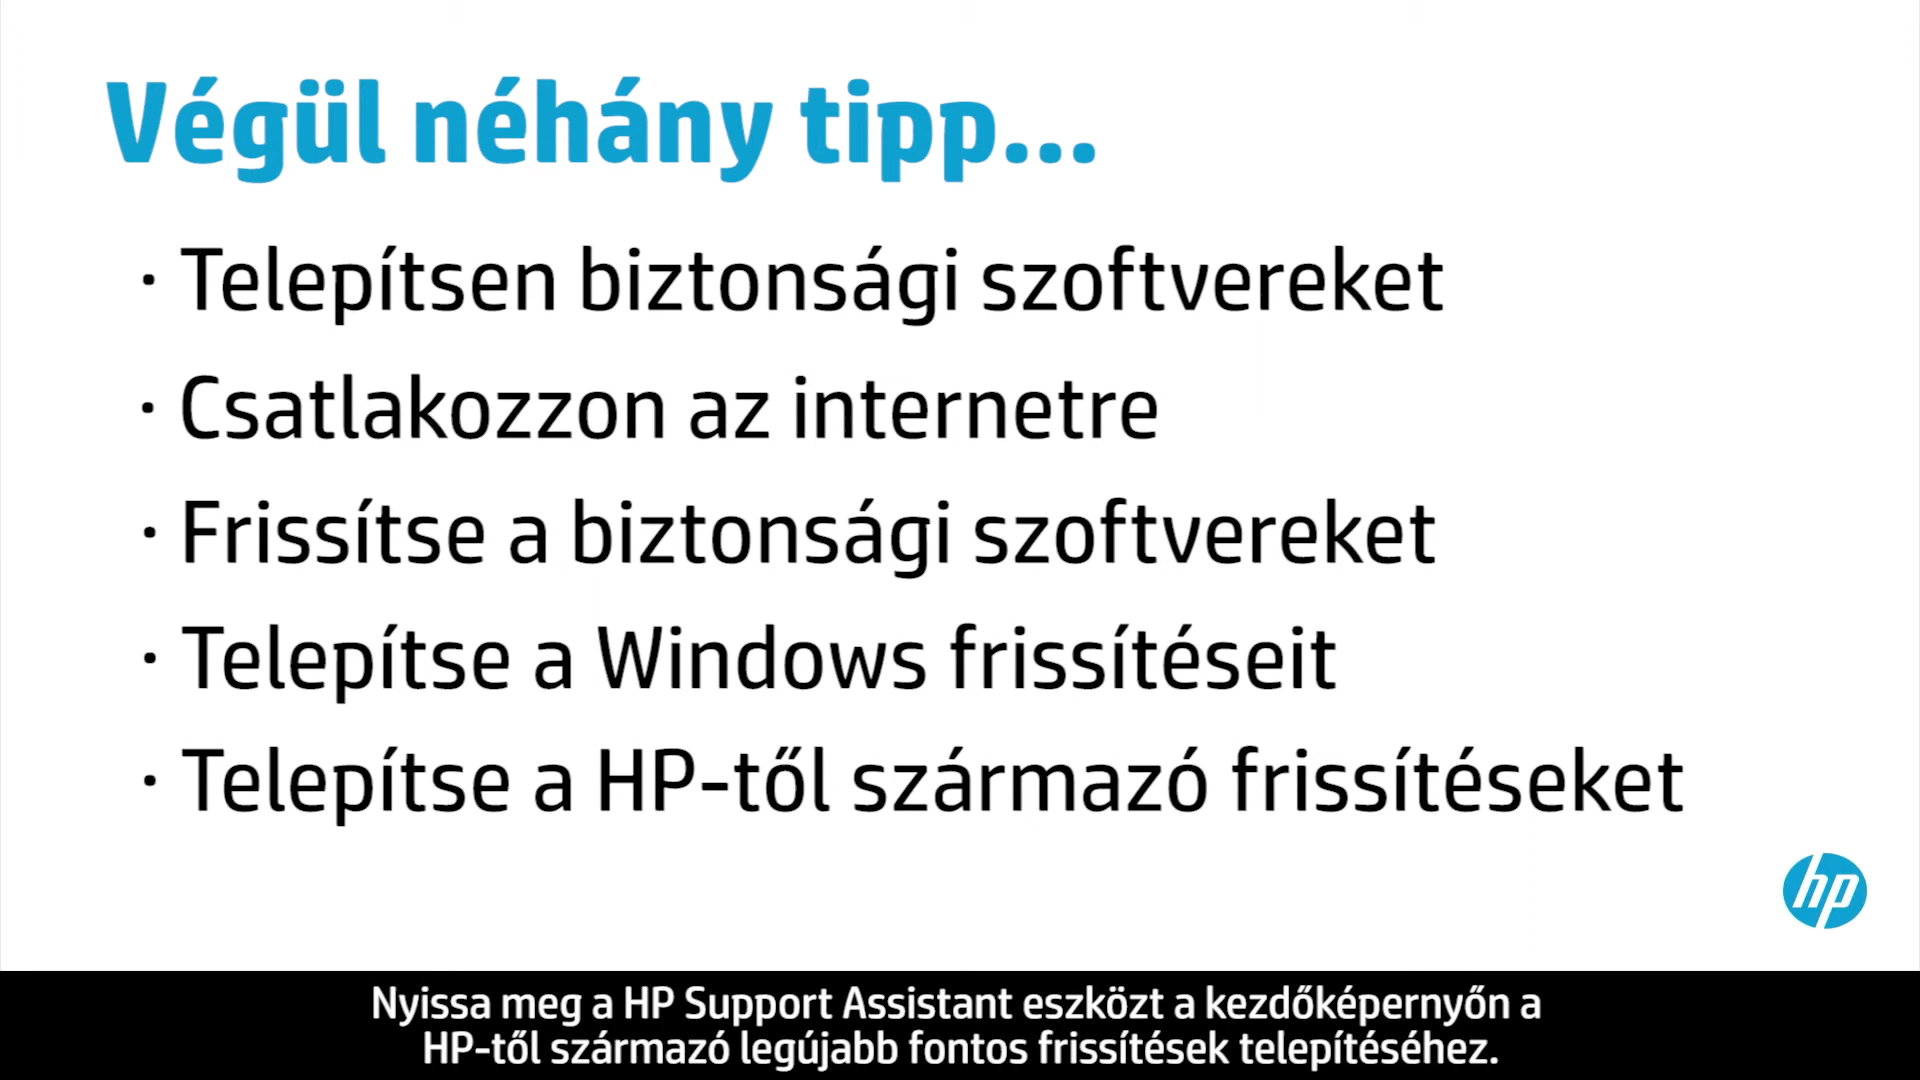 Végül néhány tipp...
· Telepítsen biztonsági szoftvereket
· Csatlakozzon az internetre
· Frissítse a biztonsági szoftvereket
· Telepítse a Windows frissítéseit
· Telepítse a HP-től származó frissítéseket
hp
Nyissa meg a HP Support Assistant eszközt a kezdőképernyőn a
HP-től származó legújabb fontos frissítések telepítéséhez.